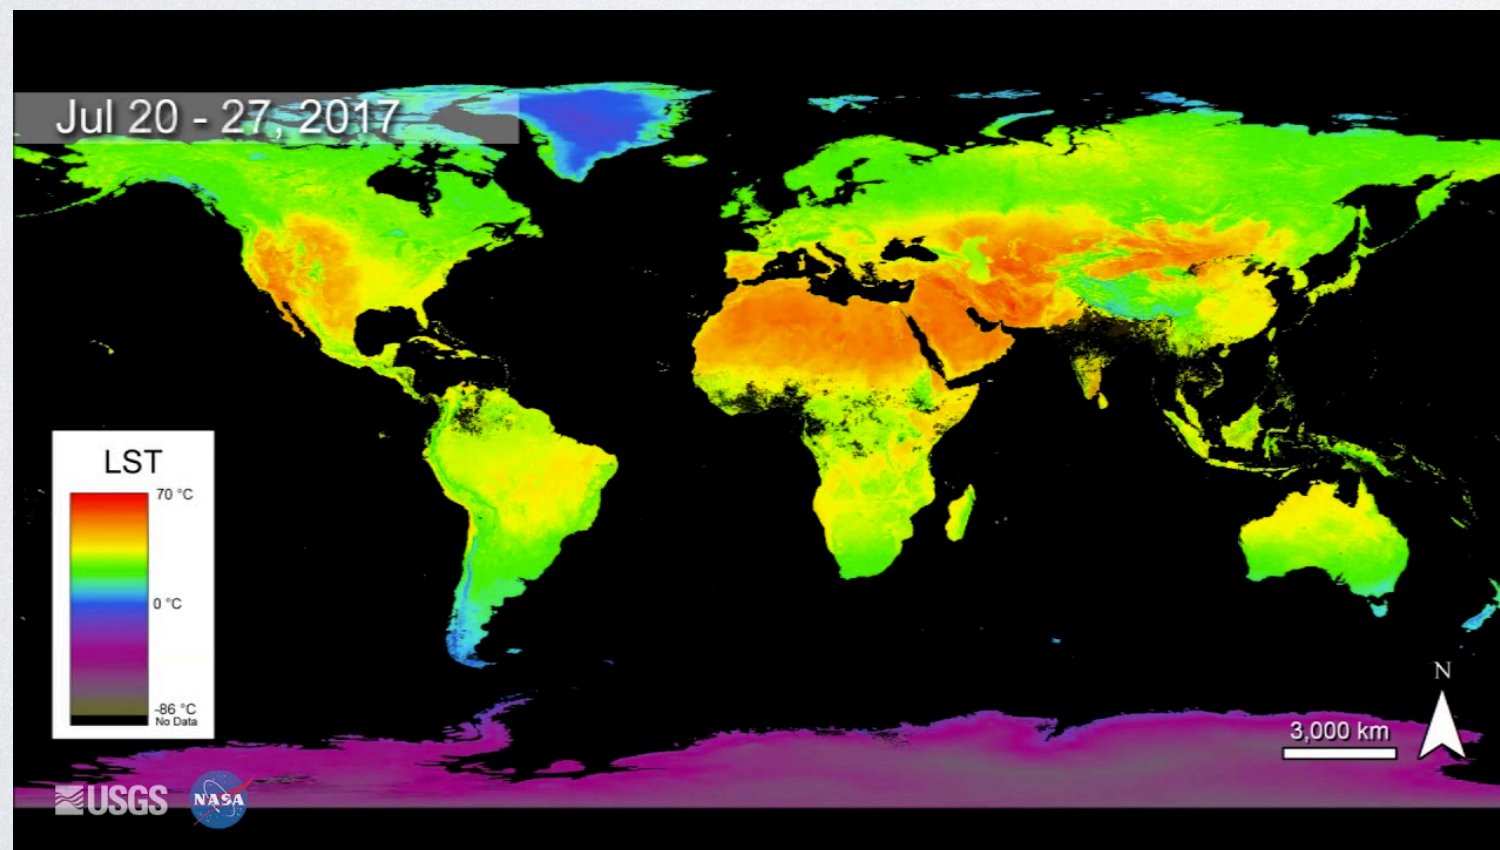 Jul 20 - 27, 2017
LST
70 °C
0 °C
-86 °C
No Data
N
3,000 km
USGS
NASA